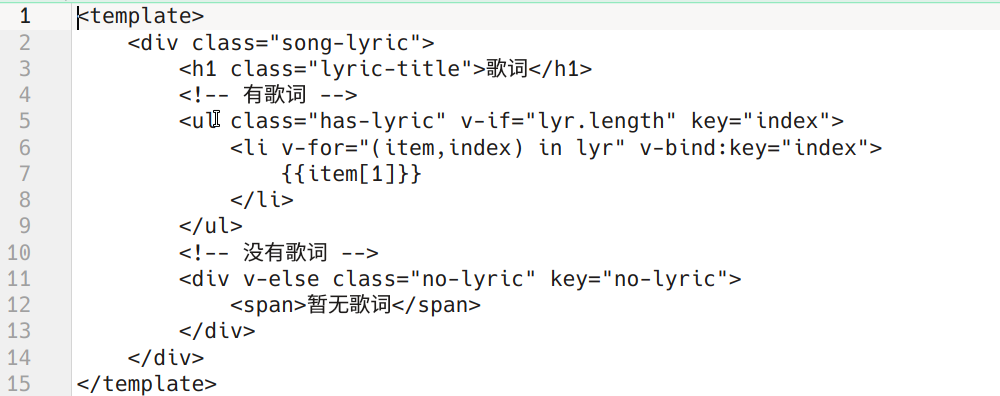 1 <template>
2     <div class="song-lyric">
3         <h1 class="lyric-title">歌词</h1>
4         <!-- 有歌词 -->
5         <ul class="has-lyric" v-if="lyr.length" key="index">
6             <li v-for="(item,index) in lyr" v-bind:key="index">
7                 {{item[1]}}
8             </li>
9         </ul>
10         <!-- 没有歌词 -->
11         <div v-else class="no-lyric" key="no-lyric">
12             <span>暂无歌词</span>
13         </div>
14     </div>
15 </template>